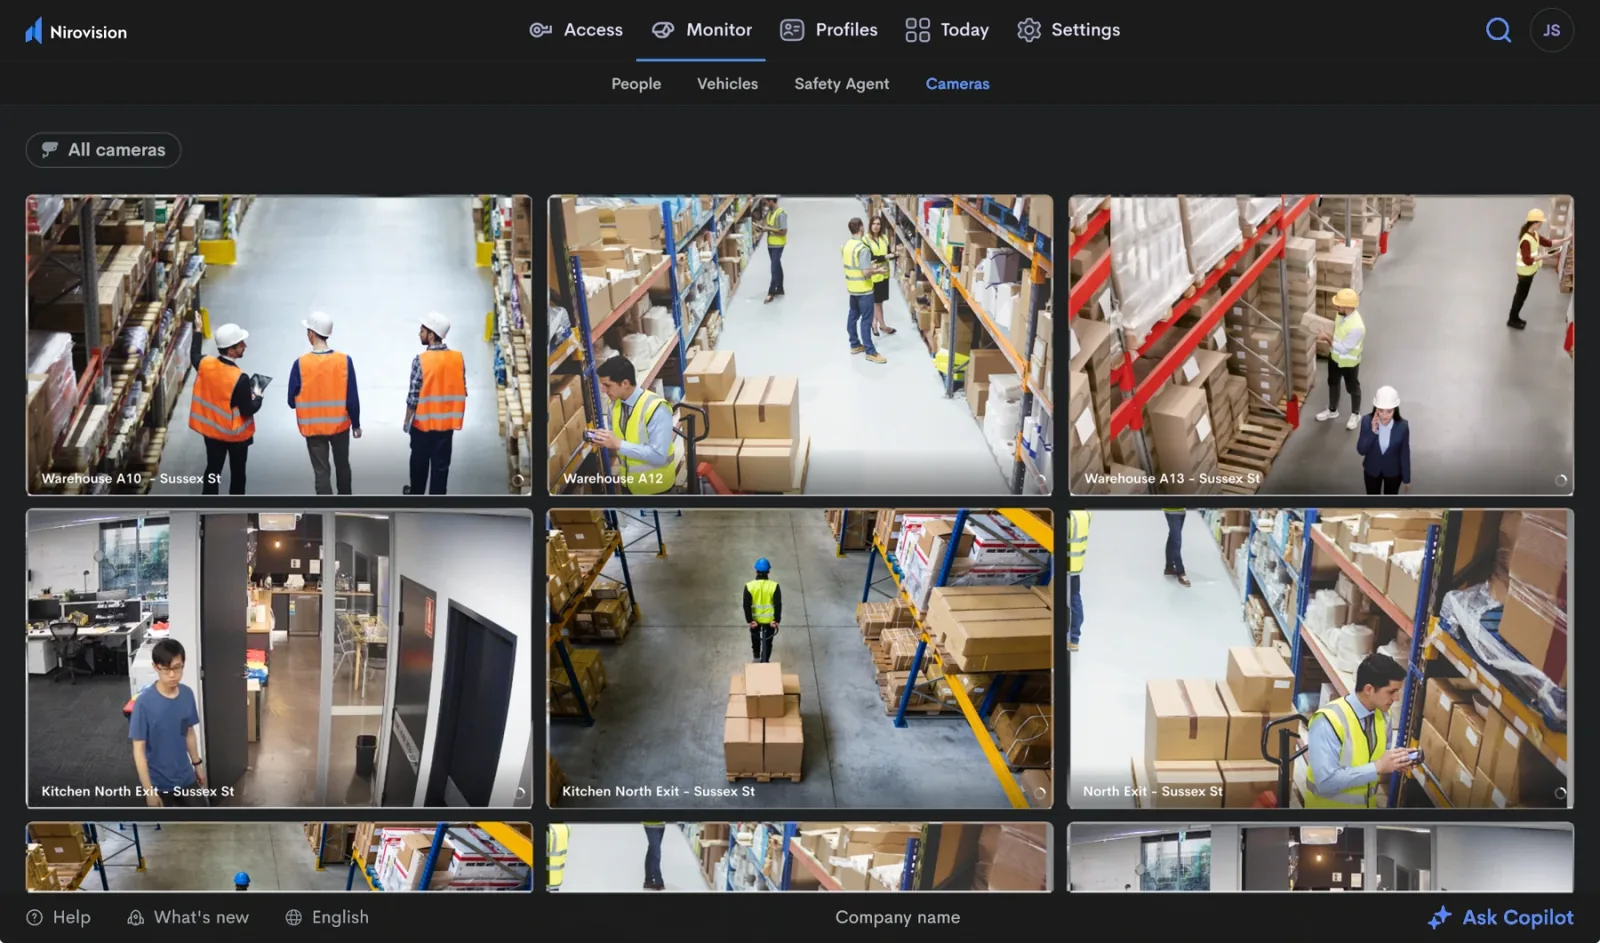 Nirovision
Access
Monitor
Profiles
Today
Settings
JS
People
Vehicles
Safety Agent
Cameras
All cameras
Warehouse A10 - Sussex St
Warehouse A12
Warehouse A13 - Sussex St
Kitchen North Exit - Sussex St
Kitchen North Exit - Sussex St
North Exit - Sussex St
Help
What's new
English
Company name
Ask Copilot